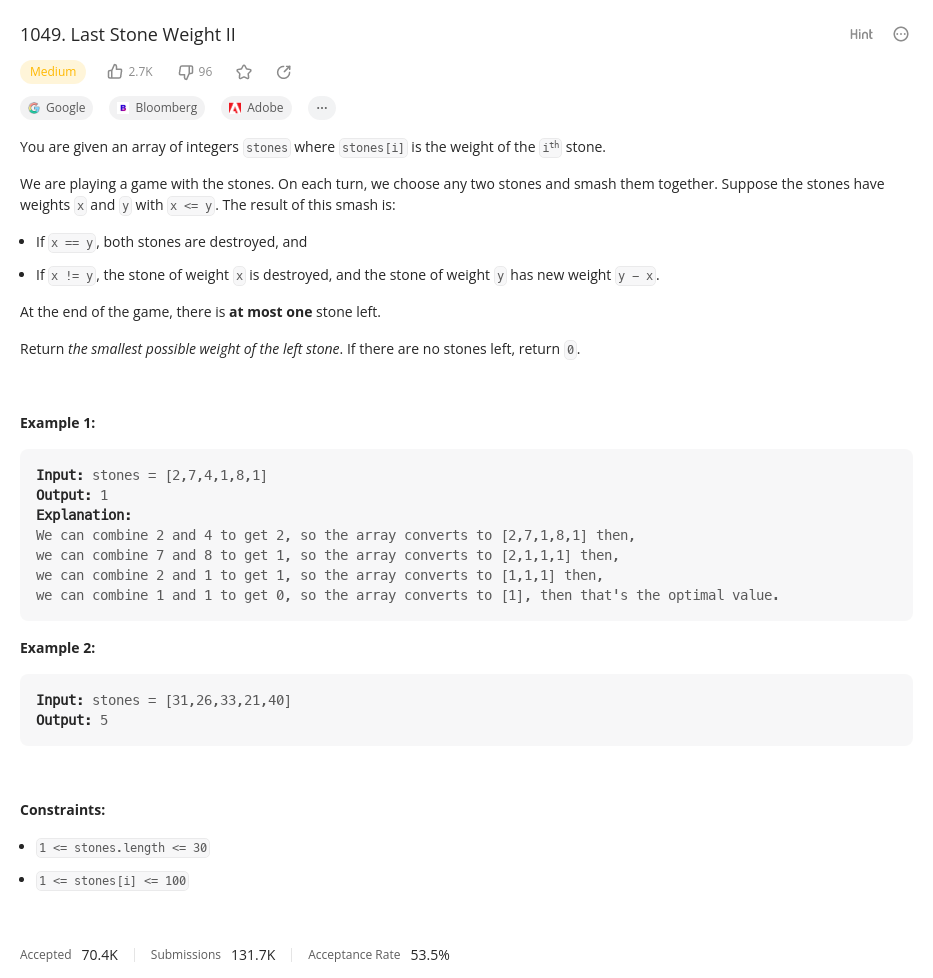 1049. Last Stone Weight II
Hint
Medium 2.7K 96
Google Bloomberg Adobe ...
You are given an array of integers stones where stones[i] is the weight of the ith stone.
We are playing a game with the stones. On each turn, we choose any two stones and smash them together. Suppose the stones have
weights x and y with x <= y. The result of this smash is:
• If x == y, both stones are destroyed, and
• If x != y, the stone of weight x is destroyed, and the stone of weight y has new weight y - x.
At the end of the game, there is at most one stone left.
Return the smallest possible weight of the left stone. If there are no stones left, return 0.
Example 1:
Input: stones = [2,7,4,1,8,1]
Output: 1
Explanation:
We can combine 2 and 4 to get 2, so the array converts to [2,7,1,8,1] then,
we can combine 7 and 8 to get 1, so the array converts to [2,1,1,1] then,
we can combine 2 and 1 to get 1, so the array converts to [1,1,1] then,
we can combine 1 and 1 to get 0, so the array converts to [1], then that's the optimal value.
Example 2:
Input: stones = [31,26,33,21,40]
Output: 5
Constraints:
• 1 <= stones.length <= 30
• 1 <= stones[i] <= 100
Accepted 70.4K Submissions 131.7K Acceptance Rate 53.5%